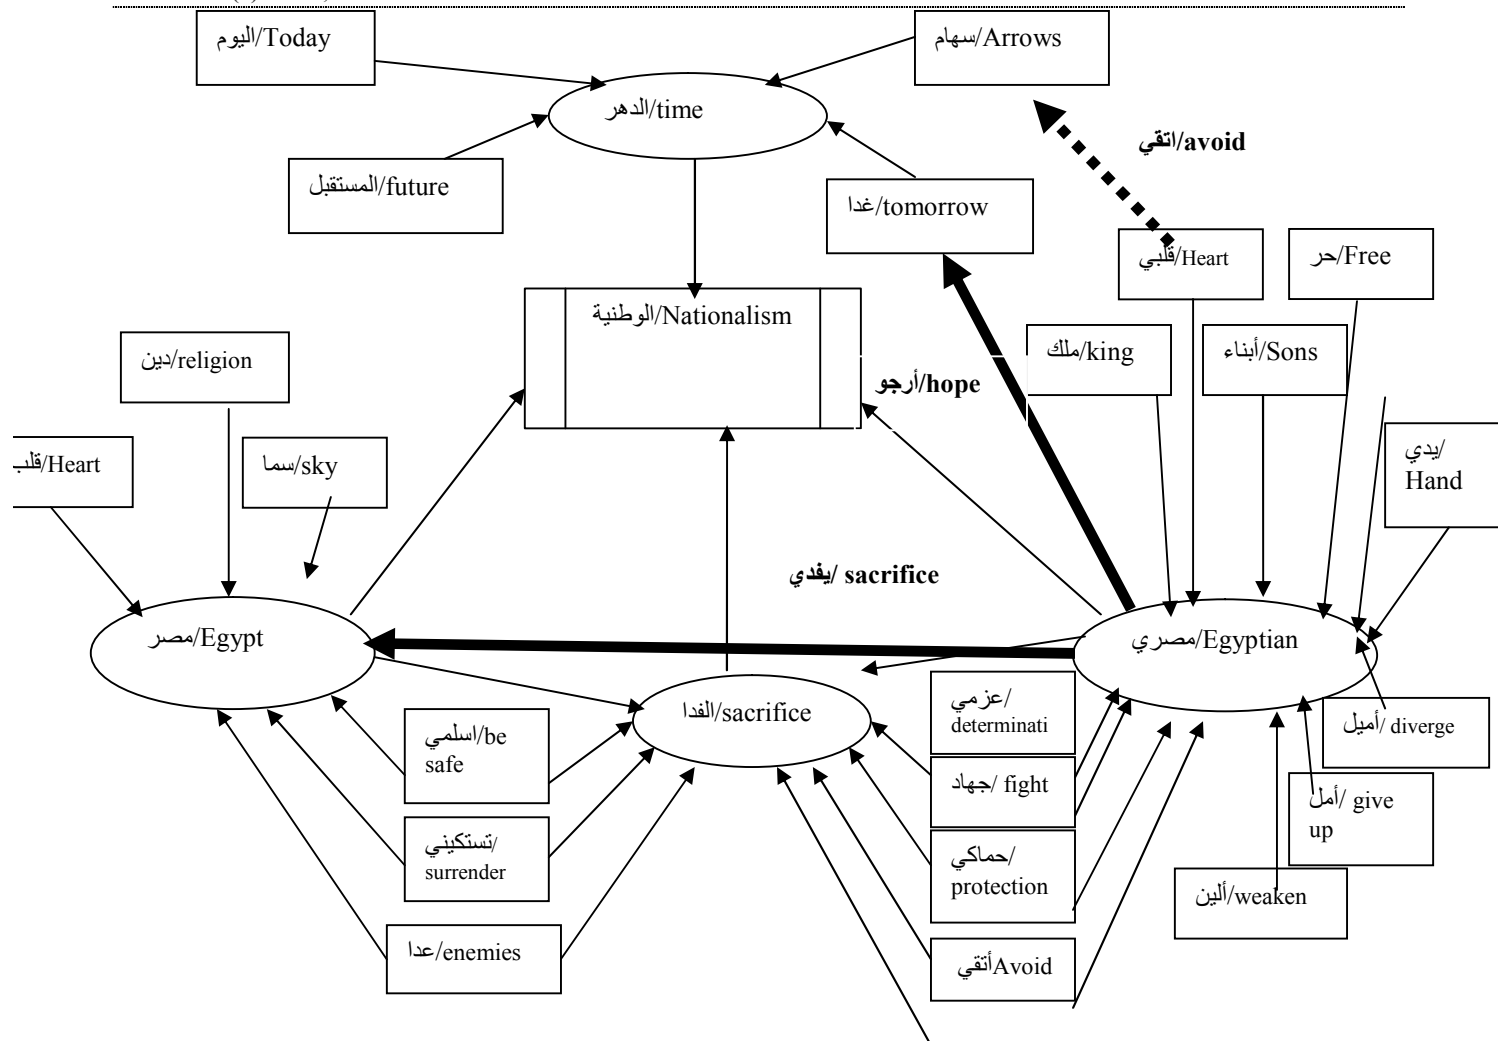 اليوم/Today
سهام/Arrows
الدهر/time
اتقي/avoid
المستقبل/future
غدا/tomorrow
قلبي/Heart
حر/Free
الوطنية/Nationalism
ملك/king
أبناء/Sons
دين/religion
أرجو/hope
قلب/Heart
سما/sky
يدي/
Hand
يفدي/ sacrifice
مصر/Egypt
مصري/Egyptian
الفدا/sacrifice
عزمي/
determinati
اسلمي/be
safe
أميل/ diverge
جهاد/ fight
أمل/ give
up
تستكيني/
surrender
حماكي/
protection
ألين/weaken
عدا/enemies
أتقيAvoid